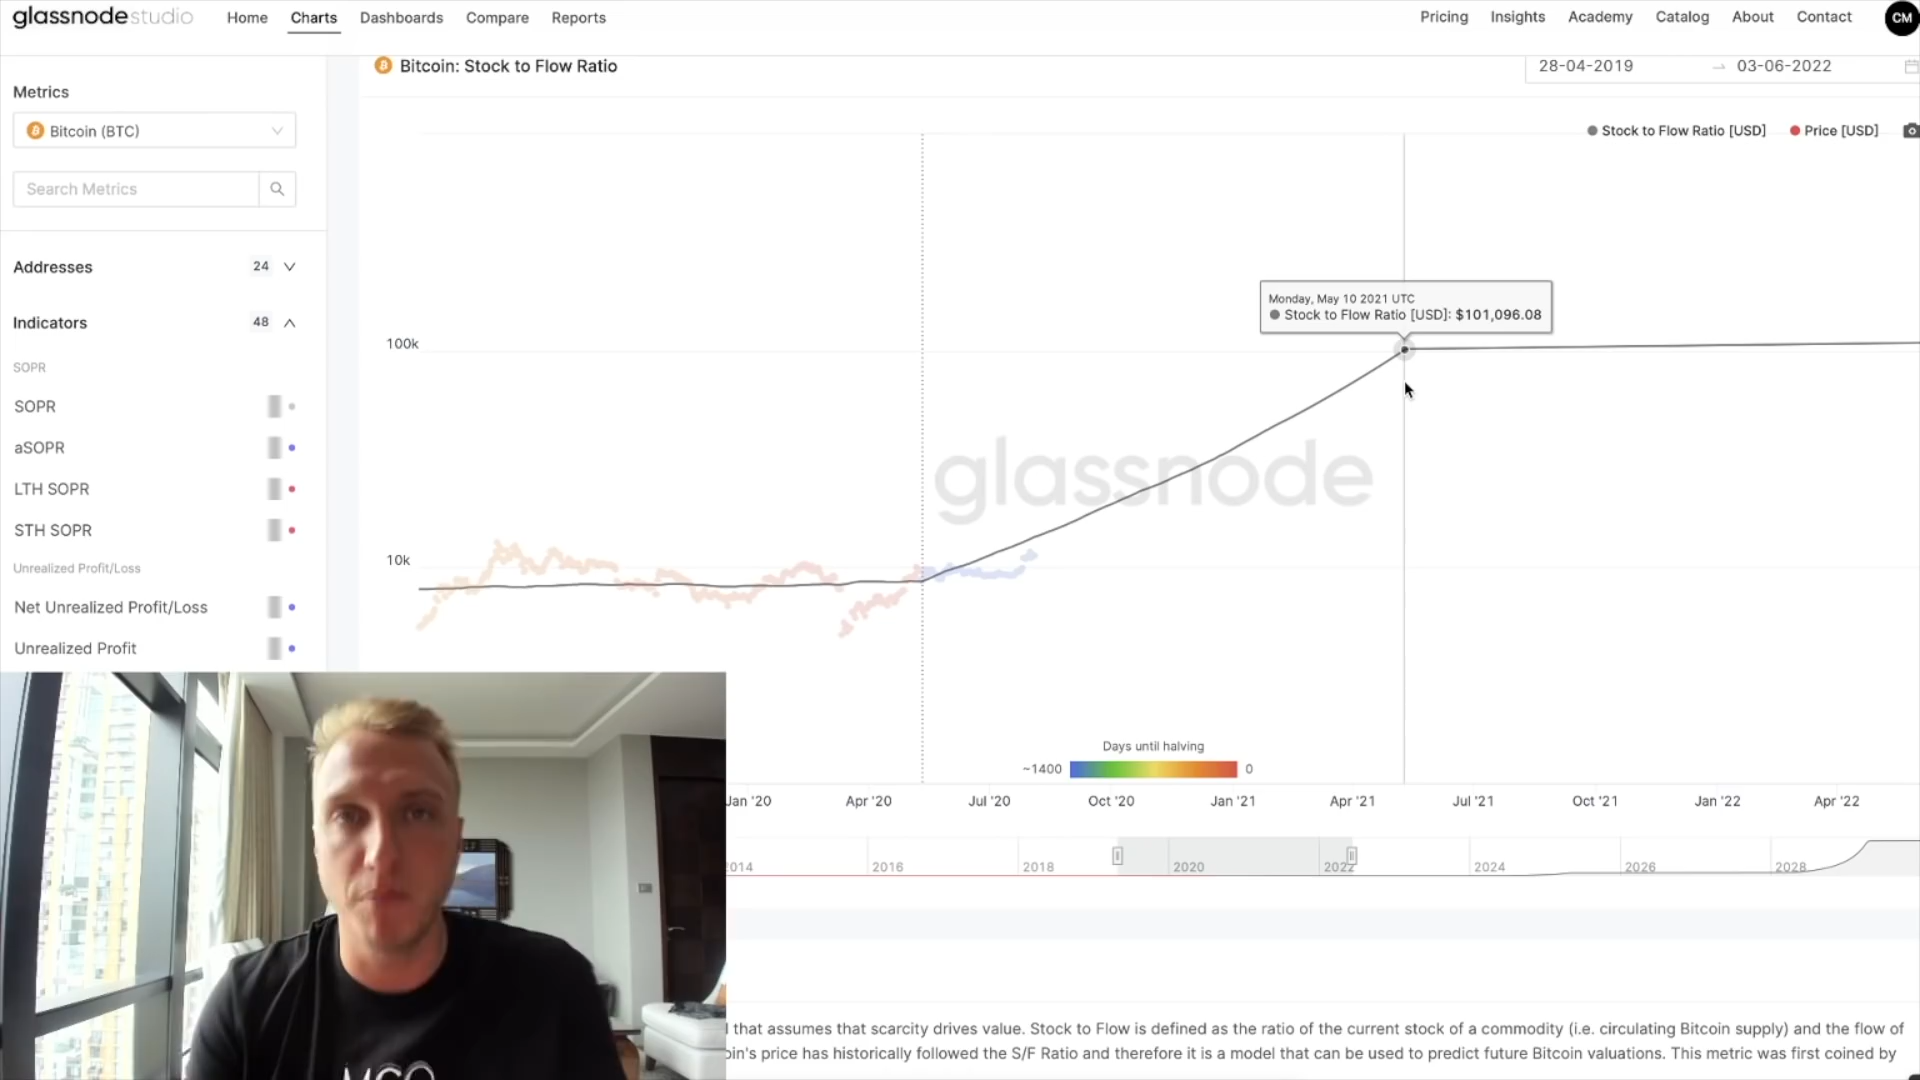 glassnodestudio Home Charts Dashboards Compare Reports Pricing Insights Academy Catalog About Contact CM
Bitcoin: Stock to Flow Ratio 28-04-2019 → 03-06-2022
Metrics
Bitcoin (BTC)
Search Metrics
Stock to Flow Ratio [USD] Price [USD]
Addresses 24
Indicators 48
SOPR
SOPR
aSOPR
LTH SOPR
STH SOPR
Unrealized Profit/Loss
Net Unrealized Profit/Loss
Unrealized Profit
Monday, May 10 2021 UTC
Stock to Flow Ratio [USD]: $101,096.08
100k
glassnode
10k
Days until halving
~1400 0
Jan '20 Apr '20 Jul '20 Oct '20 Jan '21 Apr '21 Jul '21 Oct '21 Jan '22 Apr '22
2014 2016 2018 2020 2022 2024 2026 2028
that assumes that scarcity drives value. Stock to Flow is defined as the ratio of the current stock of a commodity (i.e. circulating Bitcoin supply) and the flow of
oin's price has historically followed the S/F Ratio and therefore it is a model that can be used to predict future Bitcoin valuations. This metric was first coined by